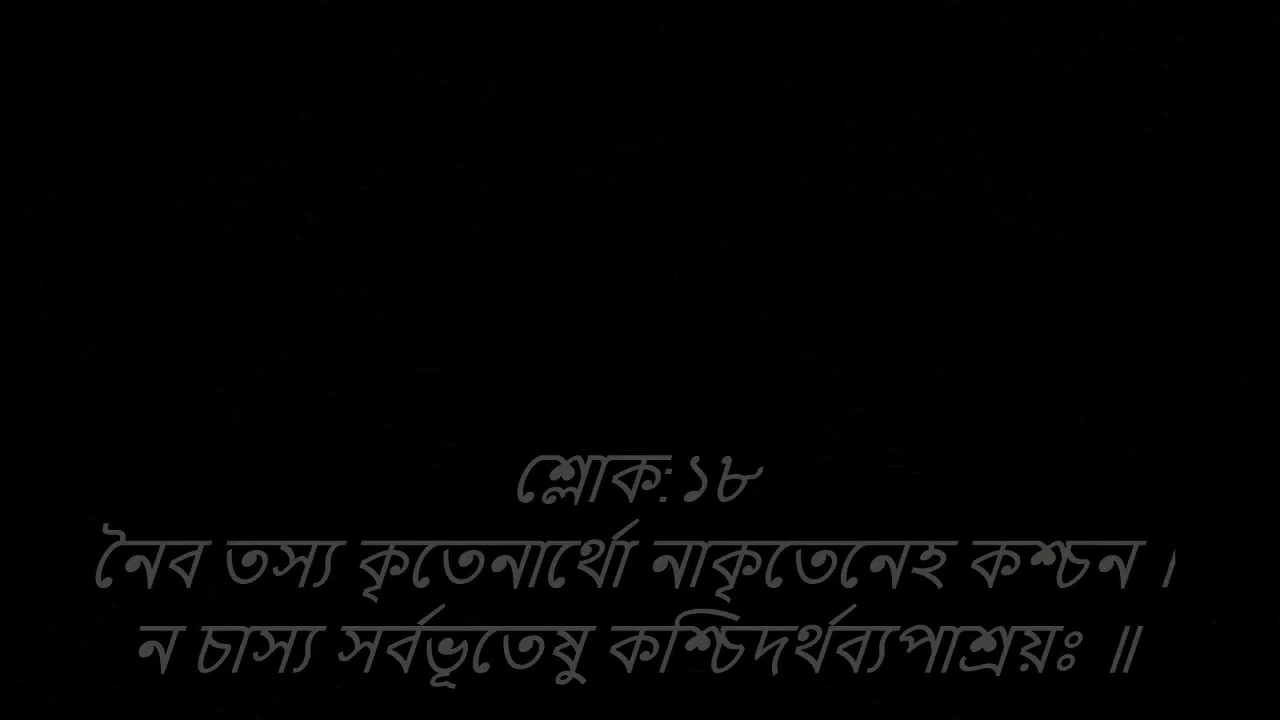 শ্লোক:১৮
নৈব তস্য কৃতেনার্থো নাকৃতেনেহ কশ্চন ।
ন চাস্য সর্বভূতেষু কশ্চিদর্থব্যপাশ্রয়ঃ ॥